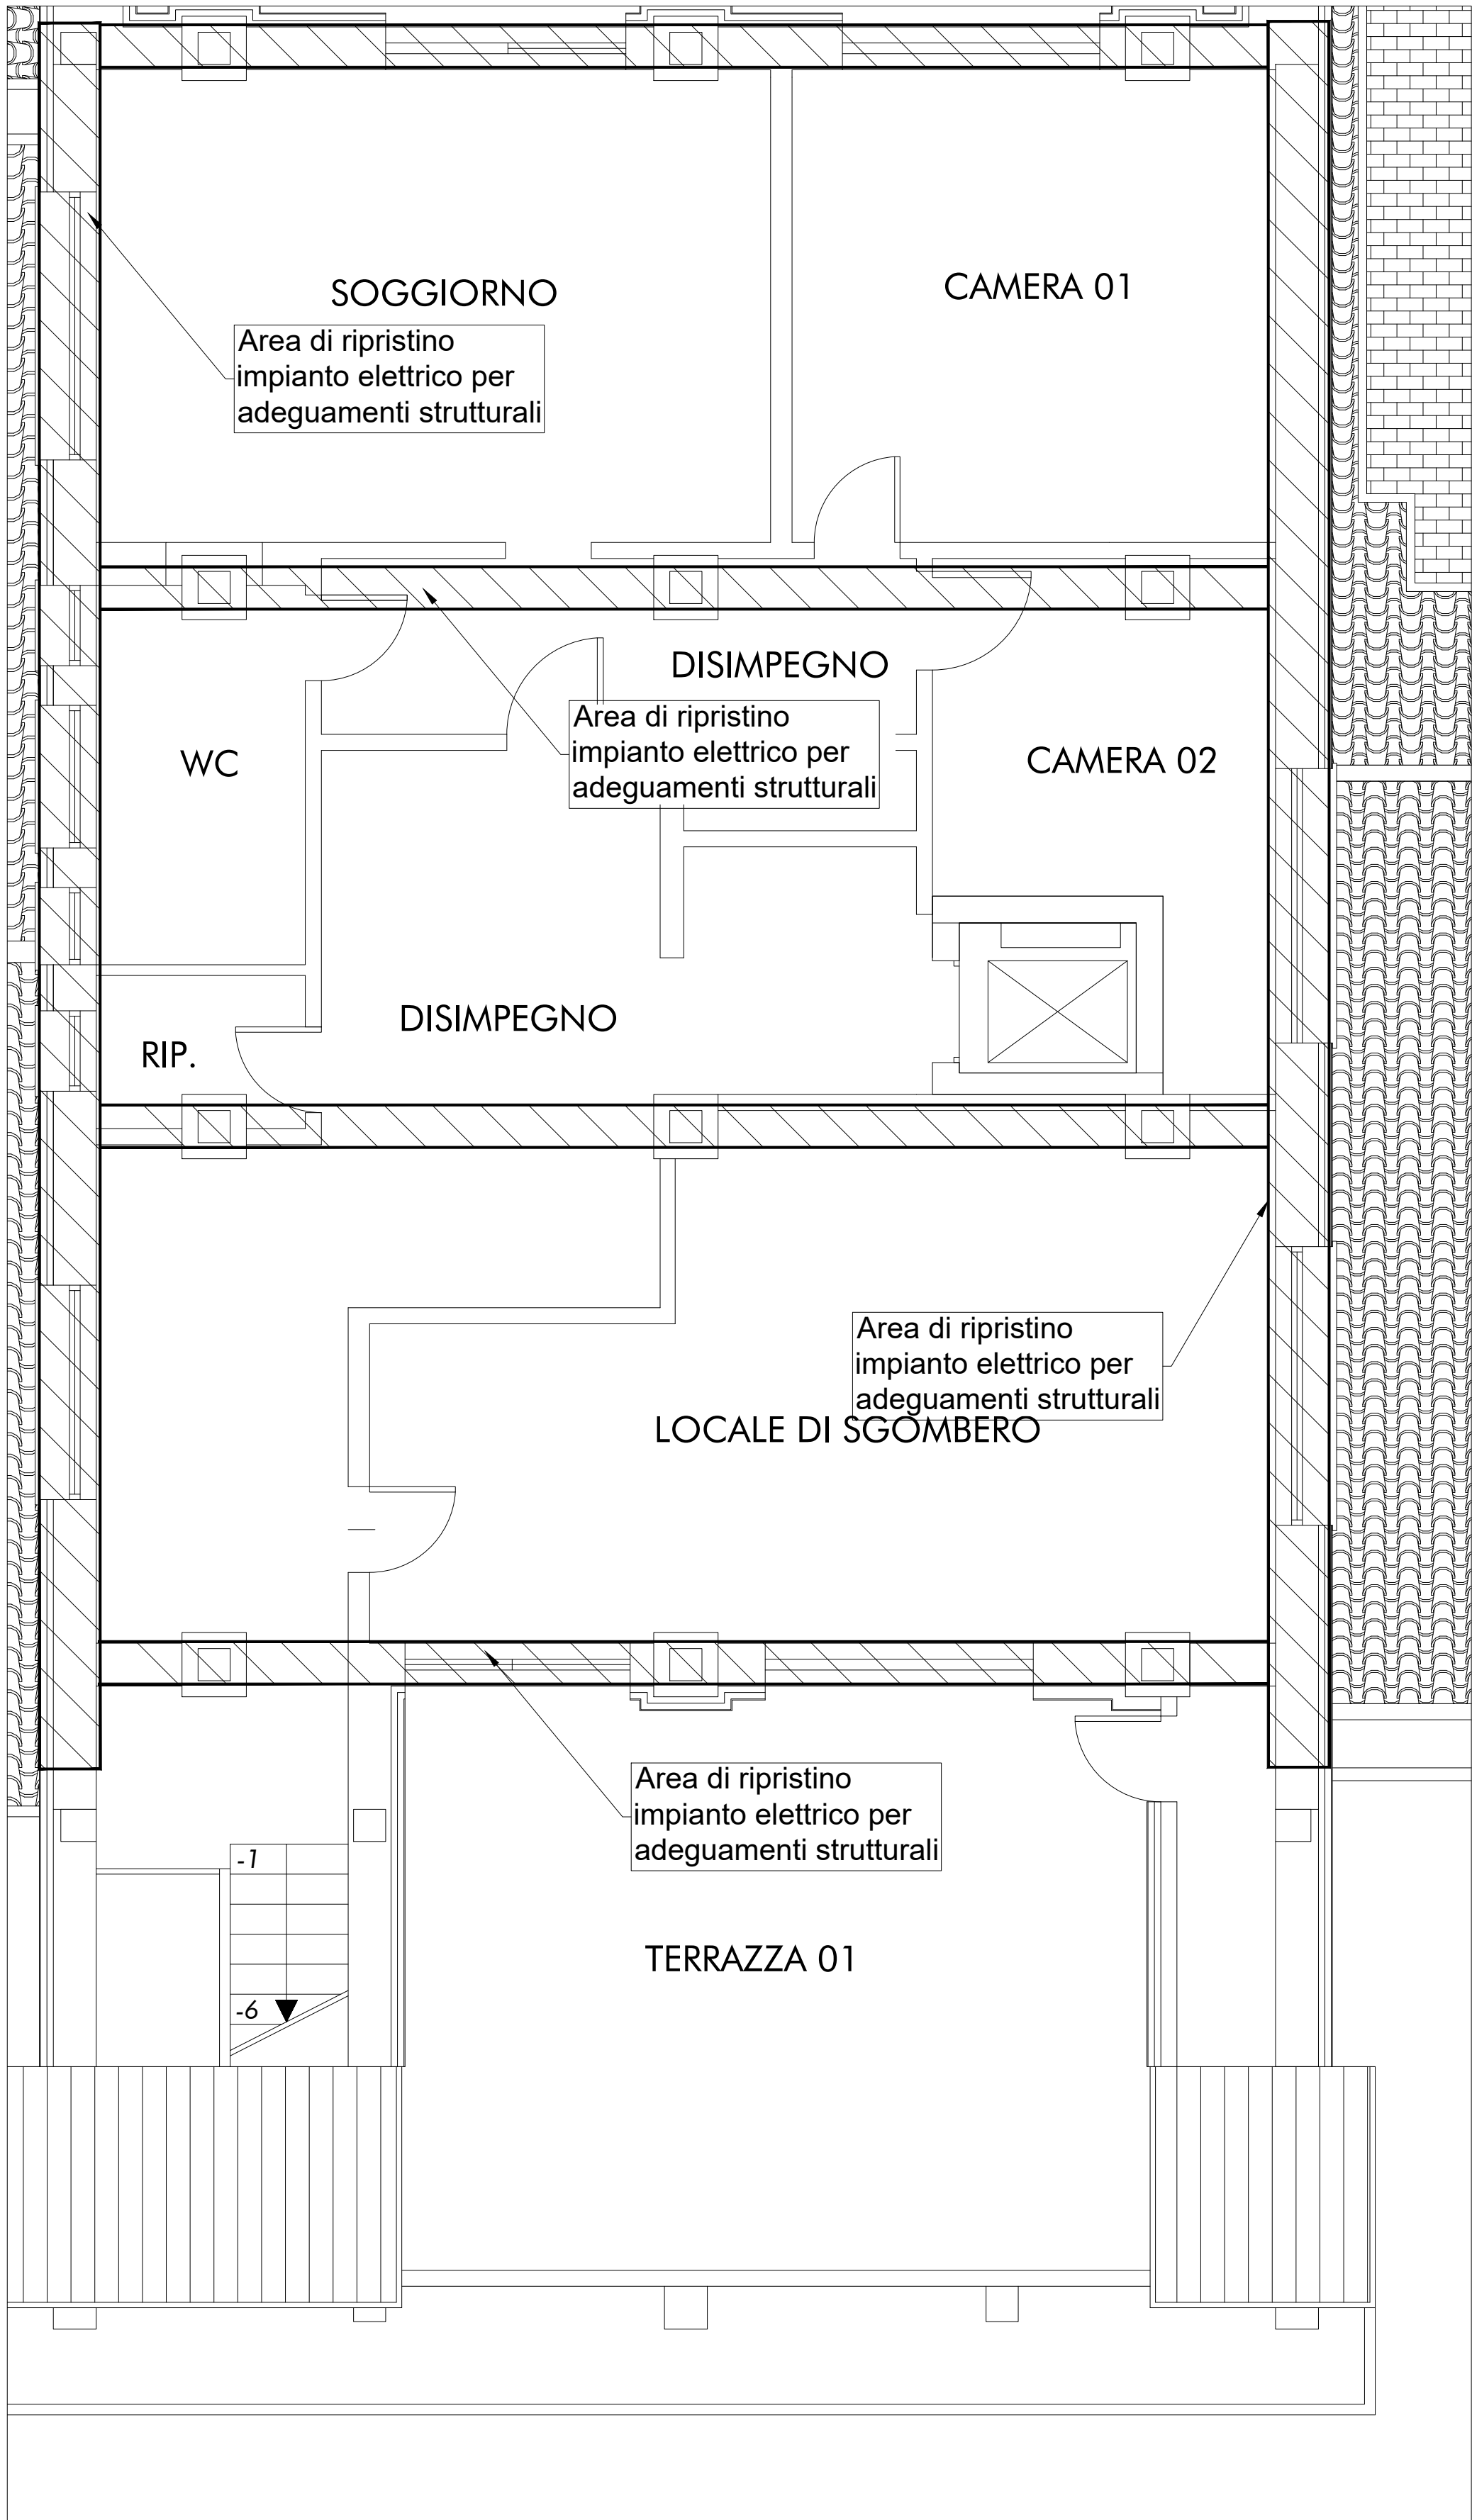 SOGGIORNO
CAMERA 01
Area di ripristino
impianto elettrico per
adeguamenti strutturali
DISIMPEGNO
Area di ripristino
impianto elettrico per
adeguamenti strutturali
WC
CAMERA 02
DISIMPEGNO
RIP.
Area di ripristino
impianto elettrico per
adeguamenti strutturali
LOCALE DI SGOMBERO
Area di ripristino
impianto elettrico per
adeguamenti strutturali
-1
TERRAZZA 01
-6